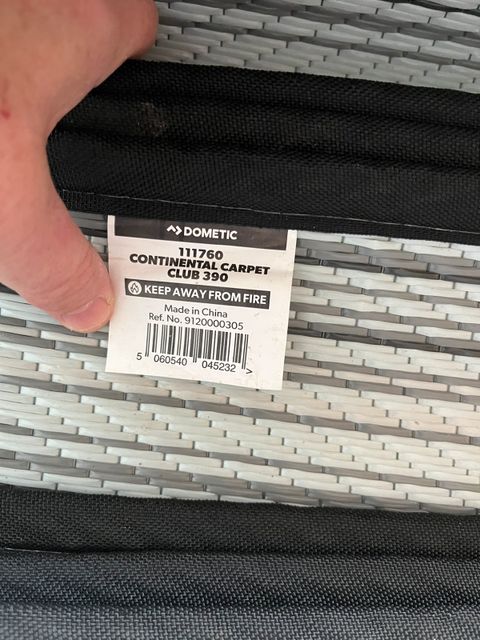 DOMETIC
111760
CONTINENTAL CARPET
CLUB 390
KEEP AWAY FROM FIRE
Made in China
Ref. No. 9120000305
5 060540 045232 >